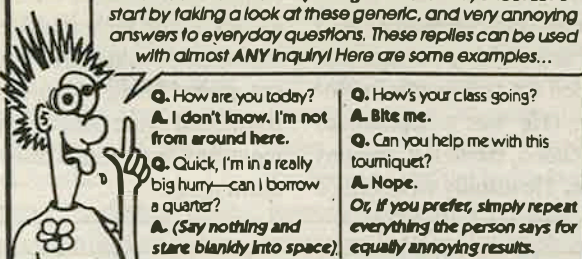 start by taking a look at these generic, and very annoying
answers to everyday questions. These replies can be used
with almost ANY inquiry! Here are some examples...
Q. How are you today?
A. I don't know. I'm not
from around here.
Q. Quick, I'm in a really
big hurry—can I borrow
a quarter?
A. (Say nothing and
stare blankly into space)
Q. How's your class going?
A. Bite me.
Q. Can you help me with this
tourniquet?
A. Nope.
Or, if you prefer, simply repeat
everything the person says for
equally annoying results.